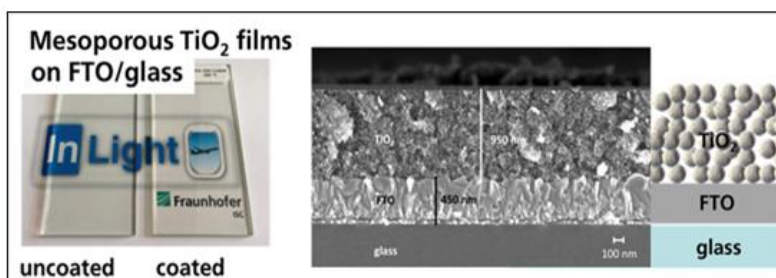 Mesoporous TiO₂ films
on FTO/glass
InLight
Fraunhofer
ISC
uncoated coated
TiO₂
950 nm
FTO
450 nm
glass
100 nm
TiO₂
FTO
glass